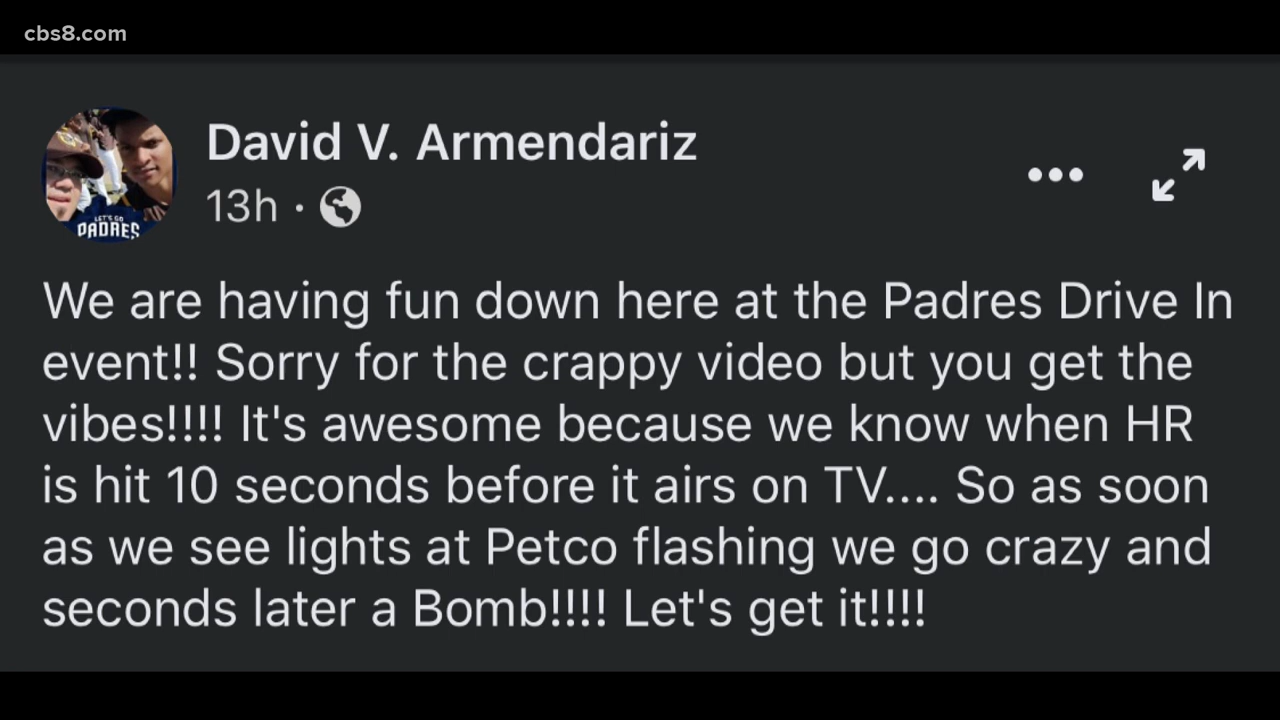 cbs8.com
David V. Armendariz
13h ·
LET'S GO
PADRES
We are having fun down here at the Padres Drive In
event!! Sorry for the crappy video but you get the
vibes!!!! It's awesome because we know when HR
is hit 10 seconds before it airs on TV.... So as soon
as we see lights at Petco flashing we go crazy and
seconds later a Bomb!!!! Let's get it!!!!